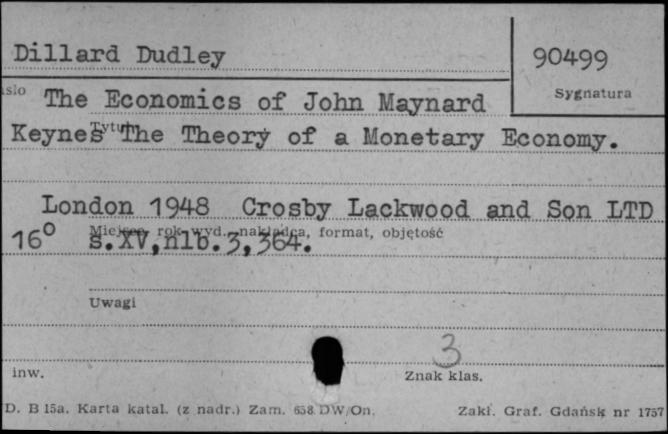 Dillard Dudley
90499
Sygnatura
asło
The Economics of John Maynard
Keynes The Theory of a Monetary Economy.
Tytuł
London 1948 Crosby Lackwood and Son LTD
Miejsce, rok wyd., nakładca, format, objętość
16° s.XV,nlb.3,364.
Uwagi
3
inw.
Znak klas.
D. B 15a. Karta katal. (z nadr.) Zam. 658 DW/On.
Zakł. Graf. Gdańsk nr 1757